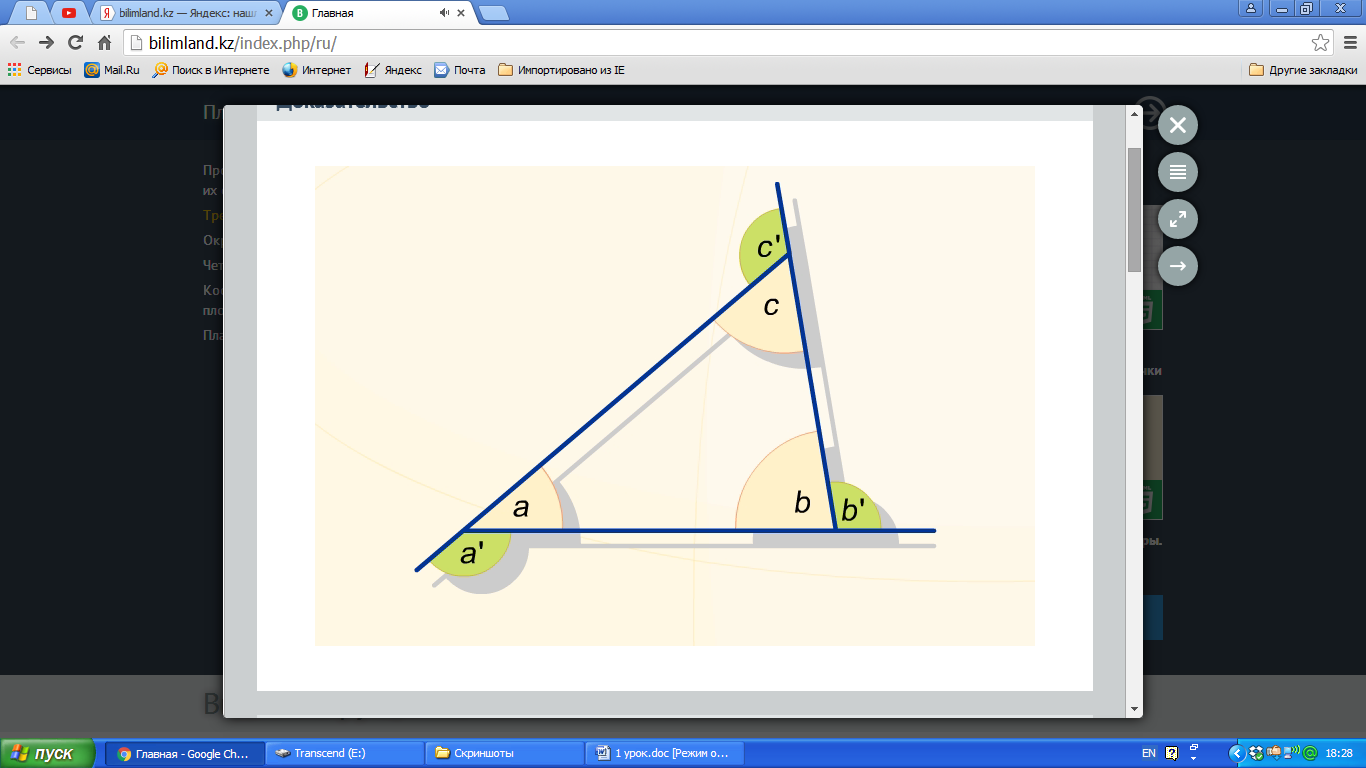 bilimland.kz — Яндекс: наш
Главная
bilimland.kz/index.php/ru/
Сервисы
Mail.Ru
Поиск в Интернете
Интернет
Яндекс
Почта
Импортировано из IE
Другие закладки
Доказательство
c'
c
a
b
b'
a'
пуск
Главная - Google Ch...
Transcend (E:)
Скриншоты
1 урок.doc [Режим о...
EN
18:28